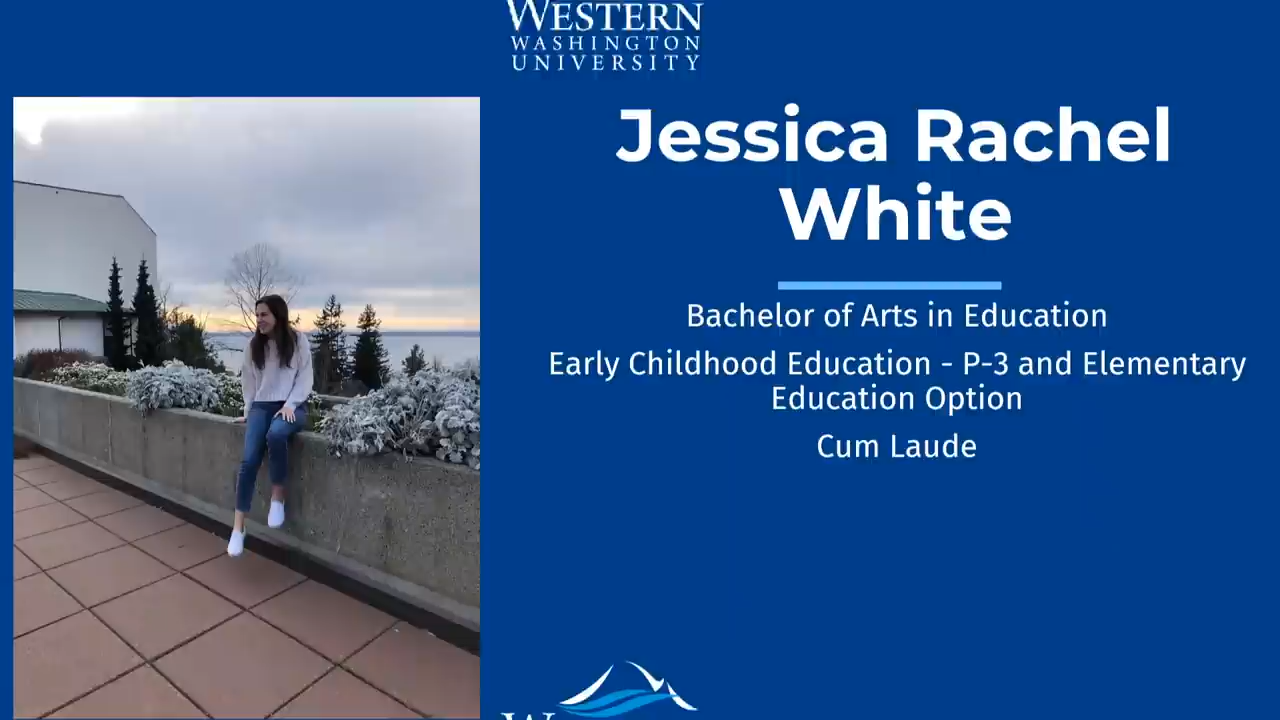 WESTERN
WASHINGTON
UNIVERSITY
Jessica Rachel
White
Bachelor of Arts in Education
Early Childhood Education - P-3 and Elementary
Education Option
Cum Laude